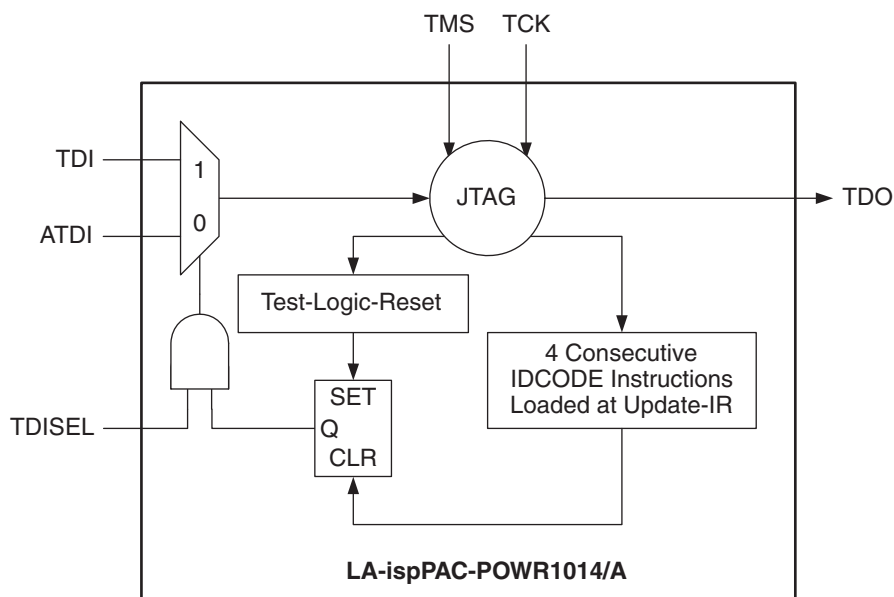 TMS TCK
TDI
1
JTAG
TDO
0
ATDI
Test-Logic-Reset
4 Consecutive
IDCODE Instructions
Loaded at Update-IR
SET
TDISEL
Q
CLR
LA-ispPAC-POWR1014/A